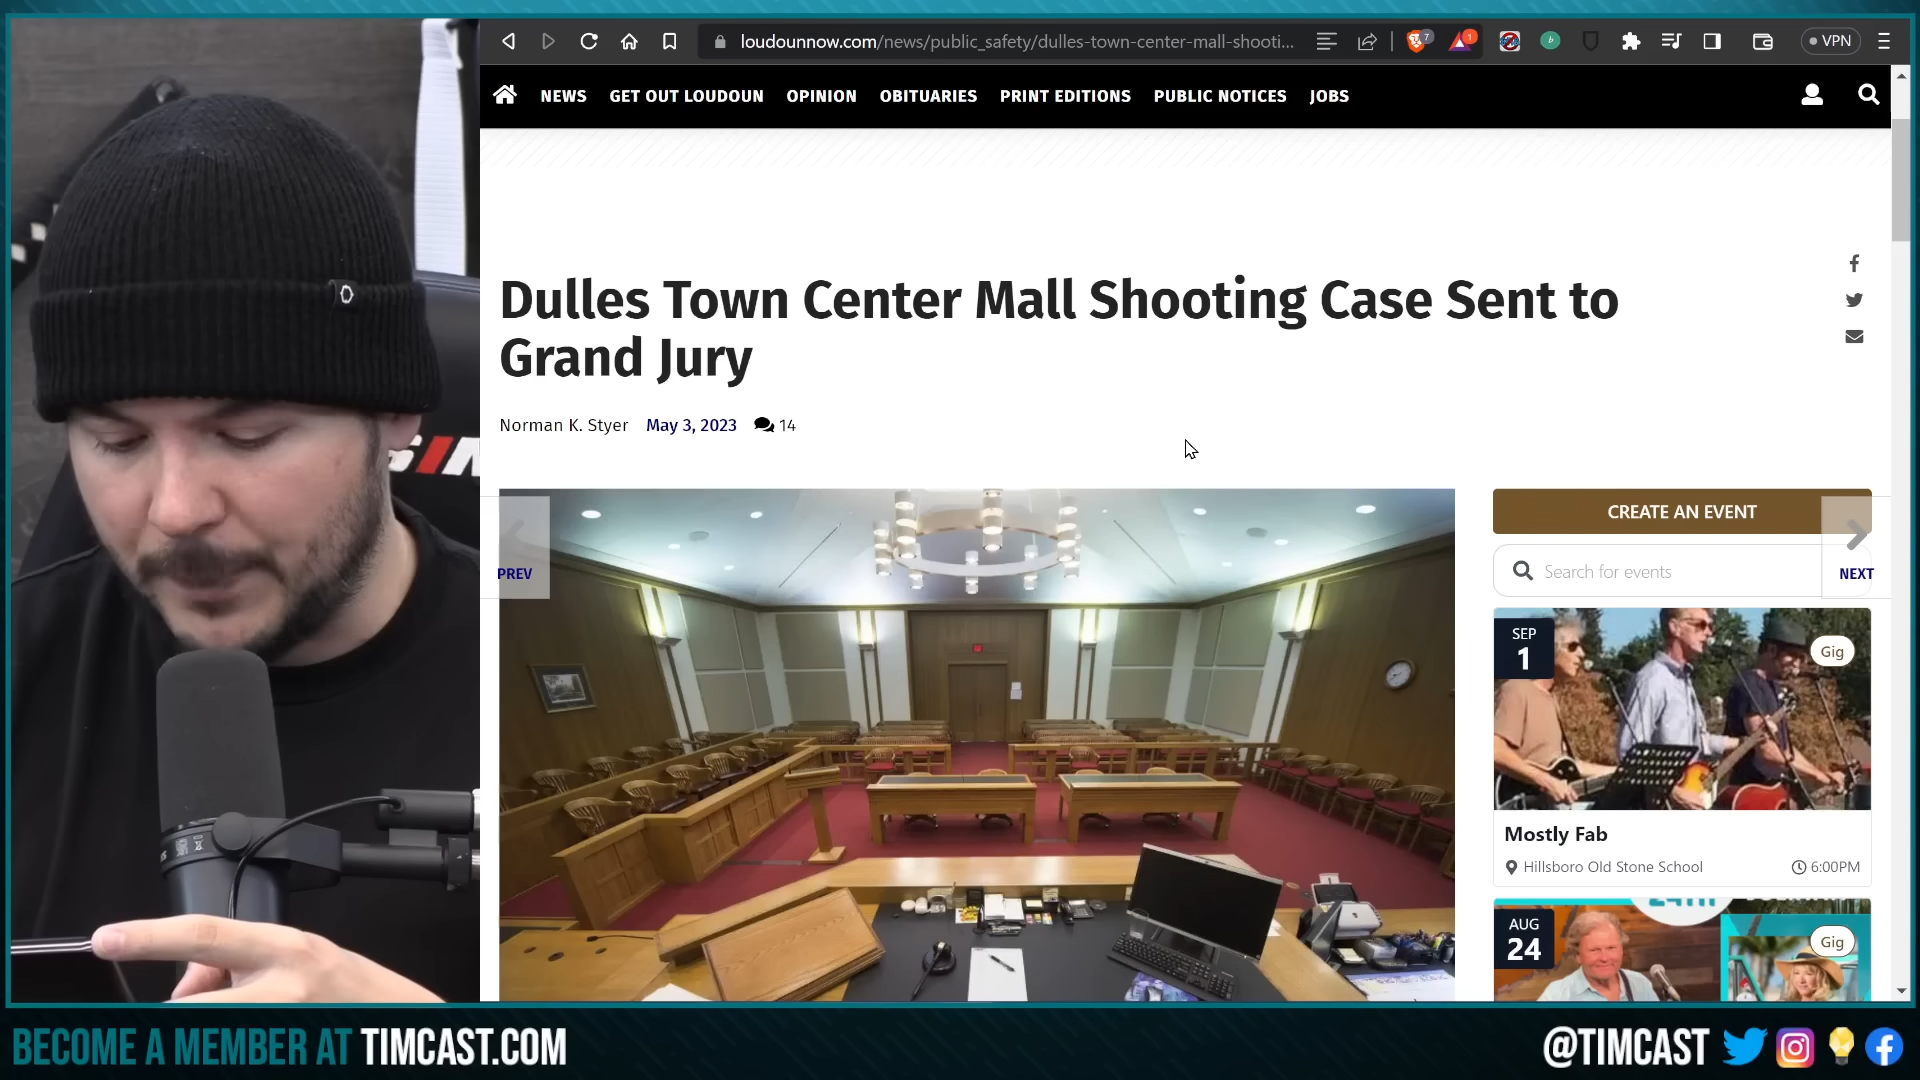 loudounnow.com/news/public_safety/dulles-town-center-mall-shooti...
7
1
b
VPN
NEWS
GET OUT LOUDOUN
OPINION
OBITUARIES
PRINT EDITIONS
PUBLIC NOTICES
JOBS
Dulles Town Center Mall Shooting Case Sent to
Grand Jury
Norman K. Styer
May 3, 2023
14
PREV
CREATE AN EVENT
Search for events
NEXT
SEP
1
Gig
Mostly Fab
Hillsboro Old Stone School
6:00PM
AUG
24
Gig
BECOME A MEMBER AT TIMCAST.COM
@TIMCAST